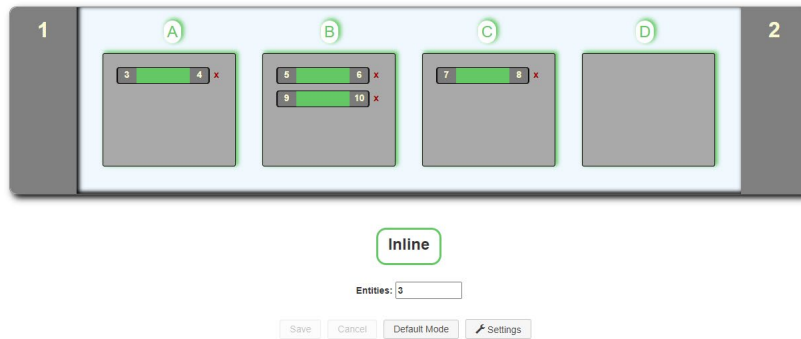 1 A B C D 2
3 4 x 5 6 x 7 8 x
9 10 x
Inline
Entities: 3
Save Cancel Default Mode Settings